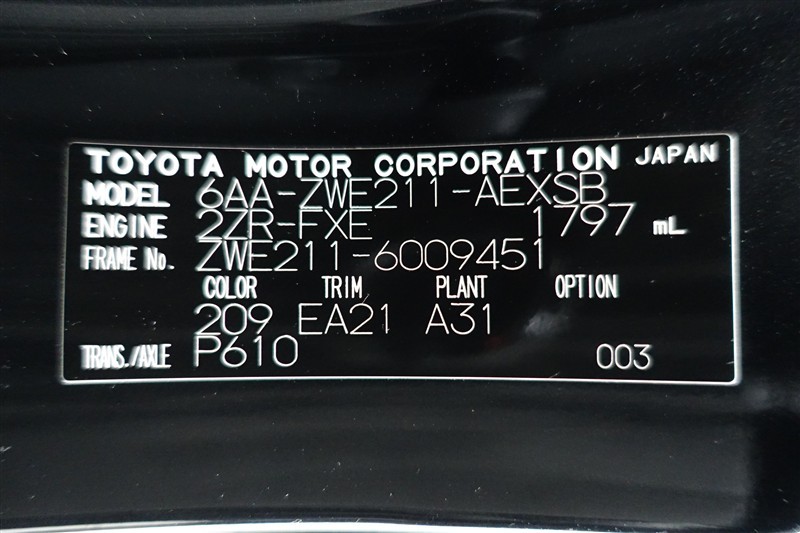 TOYOTA MOTOR CORPORATION JAPAN
MODEL 6AA-ZWE211-AEXSB
ENGINE 2ZR-FXE 1797 mL
FRAME No. ZWE211-6009451
COLOR TRIM PLANT OPTION
209 EA21 A31
TRANS./AXLE P610 003